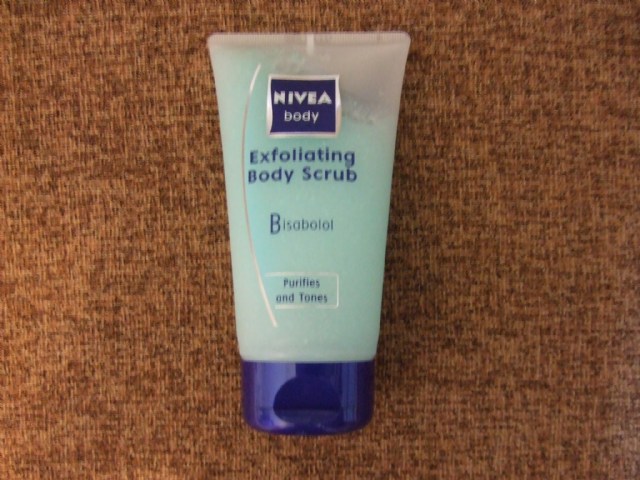 NIVEA
body
Exfoliating
Body Scrub
Bisabolol
Purifies
and Tones